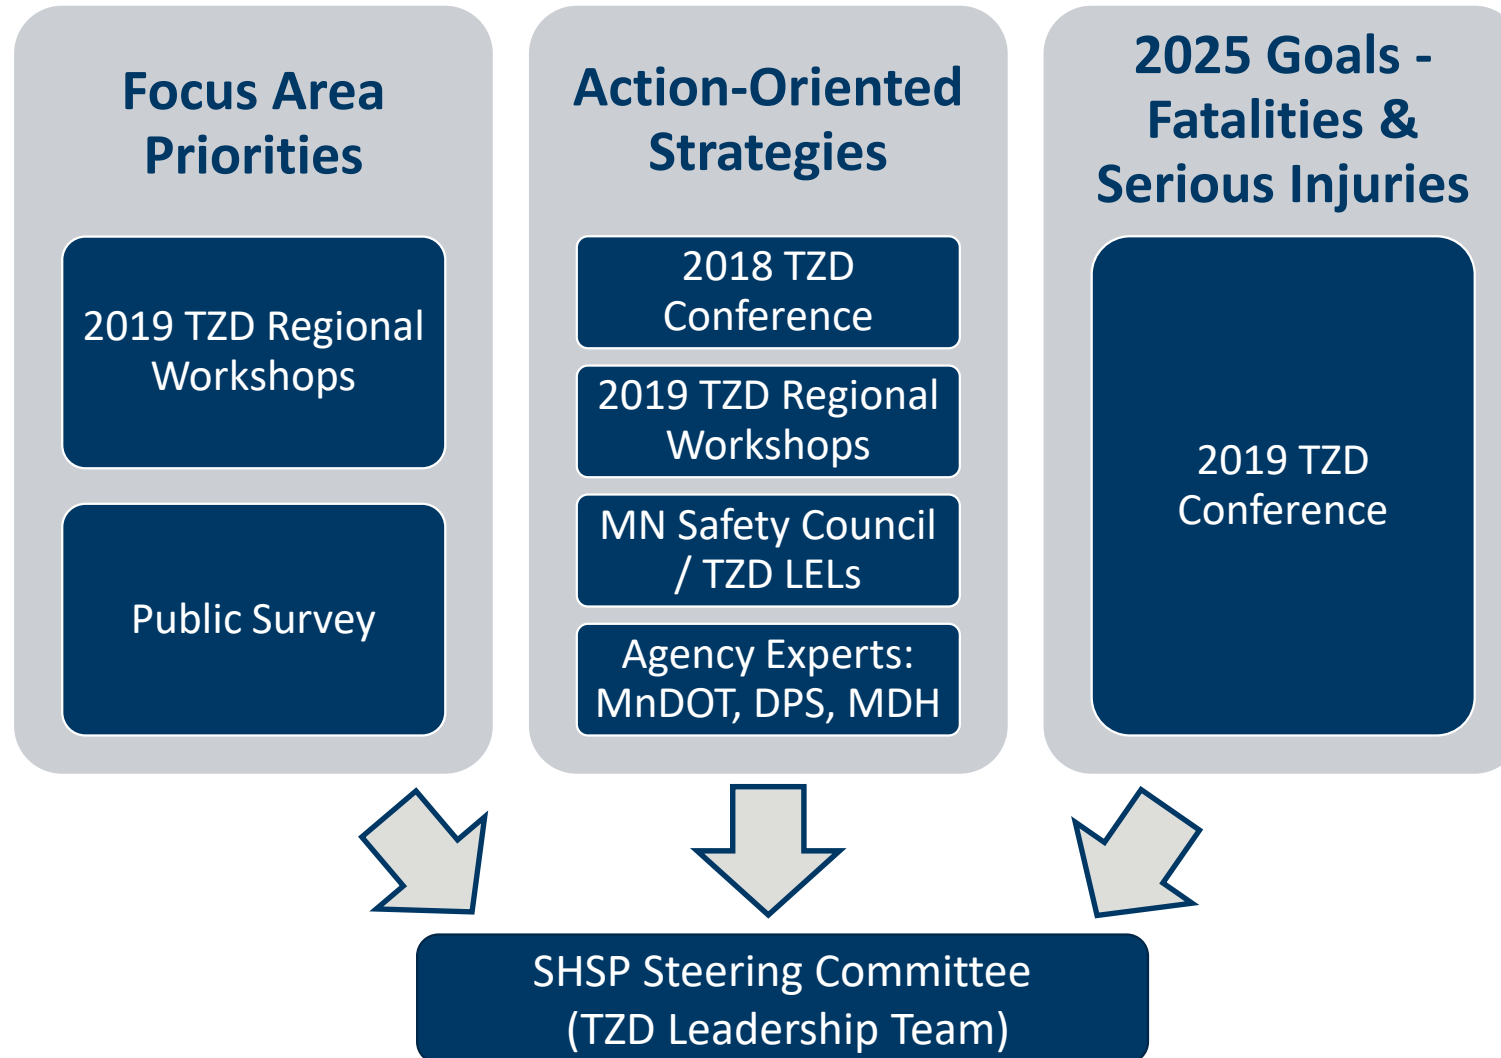 Focus Area
Priorities
2019 TZD Regional
Workshops
Public Survey
Action-Oriented
Strategies
2018 TZD
Conference
2019 TZD Regional
Workshops
MN Safety Council
/ TZD LELs
Agency Experts:
MnDOT, DPS, MDH
2025 Goals -
Fatalities &
Serious Injuries
2019 TZD
Conference
SHSP Steering Committee
(TZD Leadership Team)